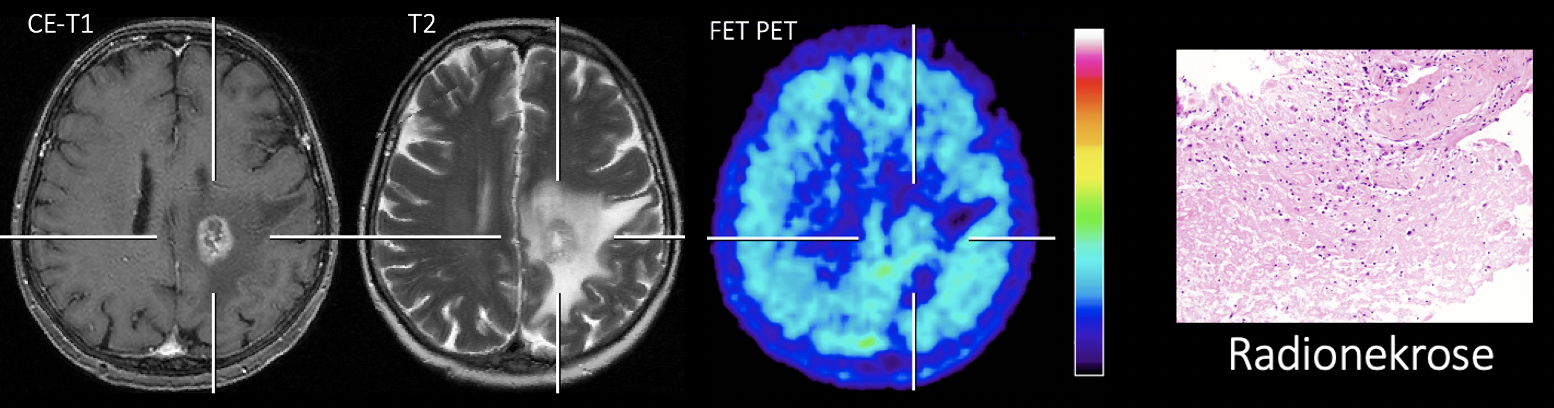 CE-T1
T2
FET PET
Radionekrose